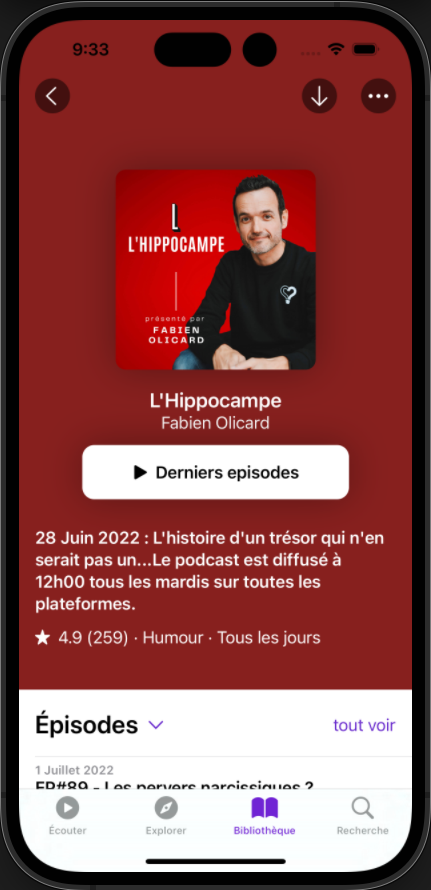 9:33
L
L'HIPPOCAMPE
présenté par
FABIEN
OLICARD
L'Hippocampe
Fabien Olicard
Derniers episodes
28 Juin 2022 : L'histoire d'un trésor qui n'en
serait pas un...Le podcast est diffusé à
12h00 tous les mardis sur toutes les
plateformes.
4.9 (259) · Humour · Tous les jours
Épisodes
tout voir
1 Juillet 2022
EP#89 - Les pervers narcissiques ?
Écouter
Explorer
Bibliothèque
Recherche